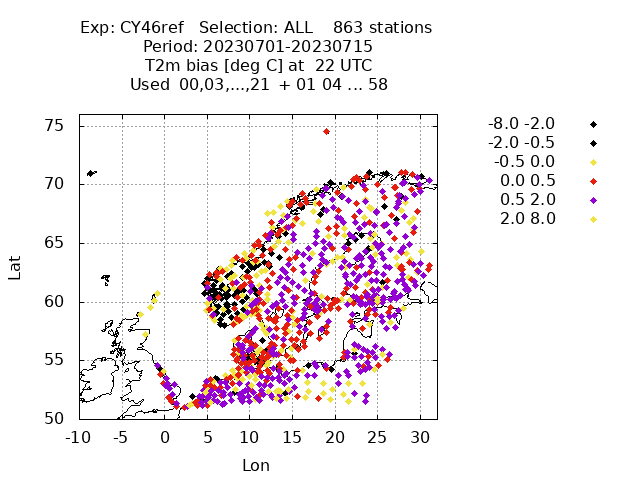 Exp: CY46ref Selection: ALL 863 stations
Period: 20230701-20230715
T2m bias [deg C] at 22 UTC
Used 00,03,...,21 + 01 04 ... 58
-8.0 -2.0
-2.0 -0.5
-0.5 0.0
0.0 0.5
0.5 2.0
2.0 8.0
Lat
75
70
65
60
55
50
-10 -5 0 5 10 15 20 25 30
Lon